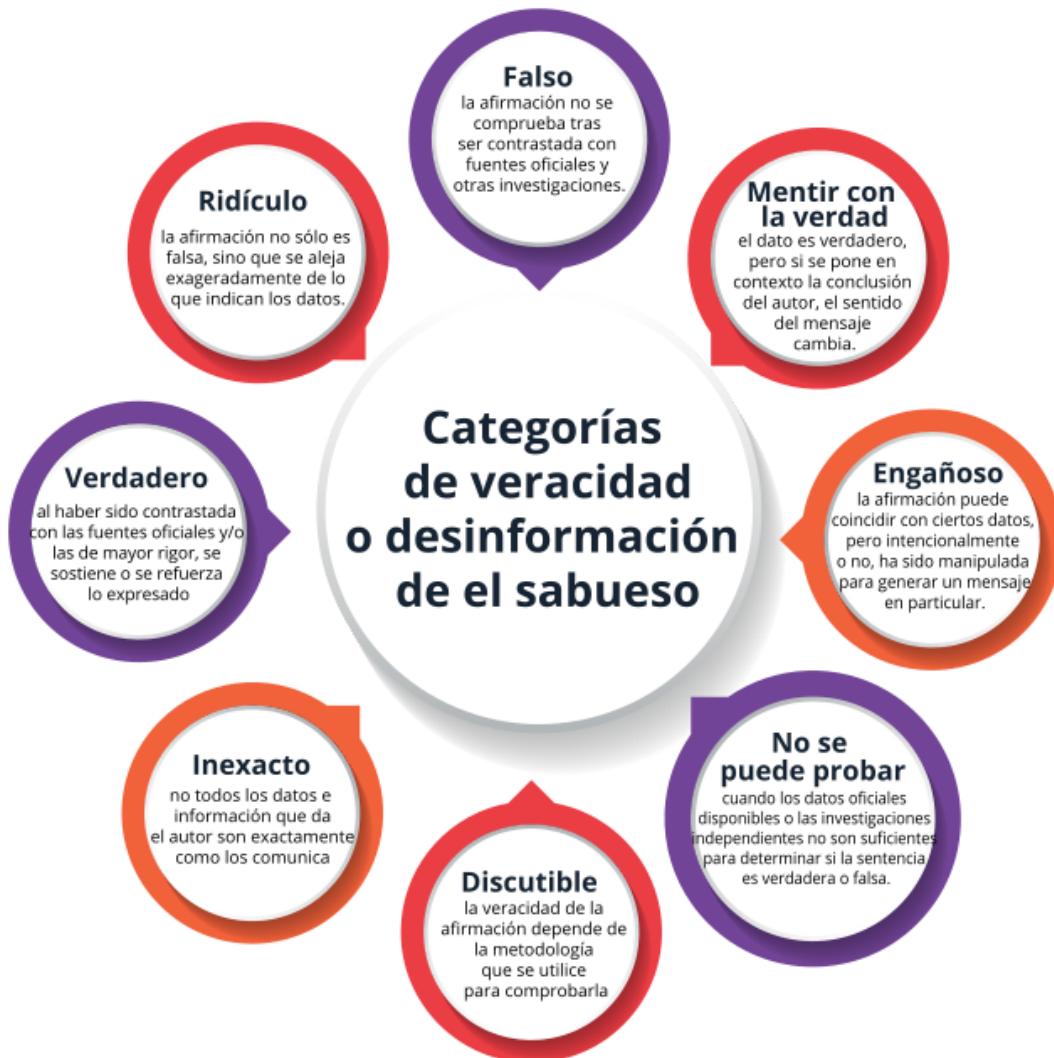 Categorías
de veracidad
o desinformación
de el sabueso
Falso
la afirmación no se
comprueba tras
ser contrastada con
fuentes oficiales y
otras investigaciones.
Mentir con
la verdad
el dato es verdadero,
pero si se pone en
contexto la conclusión
del autor, el sentido
del mensaje
cambia.
Engañoso
la afirmación puede
coincidir con ciertos datos,
pero intencionalmente
o no, ha sido manipulada
para generar un mensaje
en particular.
No se
puede probar
cuando los datos oficiales
disponibles o las investigaciones
independientes no son suficientes
para determinar si la sentencia
es verdadera o falsa.
Discutible
la veracidad de la
afirmación depende de
la metodología
que se utilice
para comprobarla
Inexacto
no todos los datos e
información que da
el autor son exactamente
como los comunica
Verdadero
al haber sido contrastada
con las fuentes oficiales y/o
las de mayor rigor, se
sostiene o se refuerza
lo expresado
Ridículo
la afirmación no sólo es
falsa, sino que se aleja
exageradamente de lo
que indican los datos.